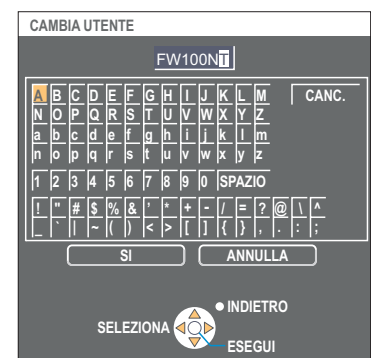 CAMBIA UTENTE
FW100NT
A B C D E F G H I J K L M CANC.
N O P Q R S T U V W X Y Z
a b c d e f g h i j k l m
n o p q r s t u v w x y z
1 2 3 4 5 6 7 8 9 0 SPAZIO
! " # $ % & ' * + - / = ? @ \ ^
_ ` | ~ ( ) < > [ ] { } , . : ;
SI ANNULLA
INDIETRO
SELEZIONA
ESEGUI